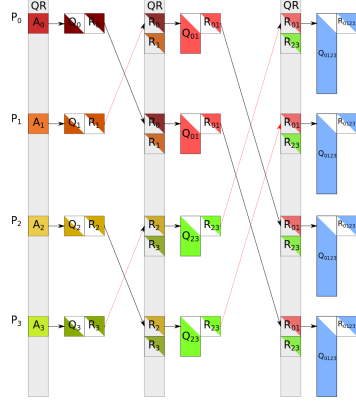 QR QR QR
P0 A0 Q0 R0 R0 Q01 R01 R01
R1 R23 Q0123 R0123
P1 A1 Q1 R1 R0 Q01 R01 R01
R1 R23 Q0123 R0123
P2 A2 Q2 R2 R2 Q23 R23 R01
R3 R23 Q0123 R0123
P3 A3 Q3 R3 R2 Q23 R23 R01
R3 R23 Q0123 R0123